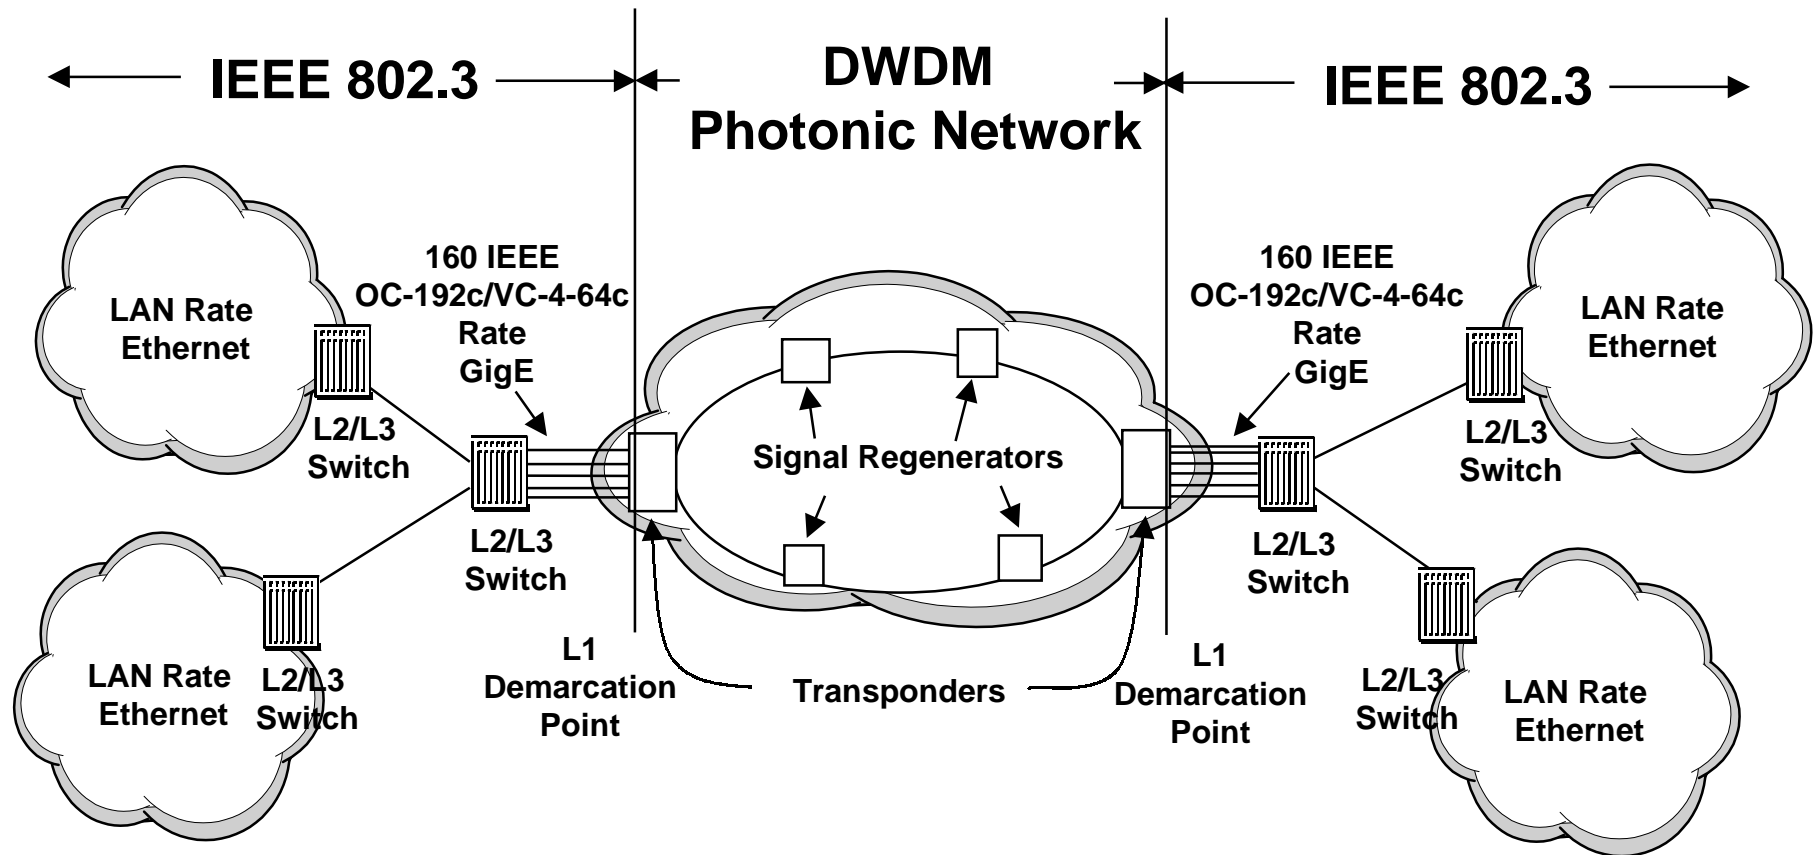 IEEE 802.3
DWDM
Photonic Network
IEEE 802.3
160 IEEE
OC-192c/VC-4-64c
Rate
GigE
160 IEEE
OC-192c/VC-4-64c
Rate
GigE
LAN Rate
Ethernet
LAN Rate
Ethernet
L2/L3
Switch
Signal Regenerators
L2/L3
Switch
L2/L3
Switch
L2/L3
Switch
LAN Rate
Ethernet
L2/L3
Switch
L1
Demarcation
Point
Transponders
L1
Demarcation
Point
L2/L3
Switch
LAN Rate
Ethernet